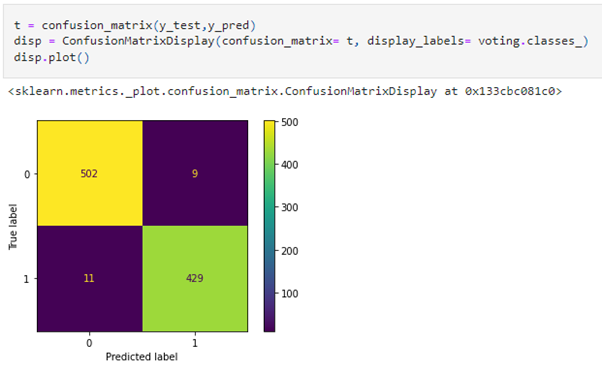 t = confusion_matrix(y_test,y_pred)
disp = ConfusionMatrixDisplay(confusion_matrix= t, display_labels= voting.classes_)
disp.plot()
<sklearn.metrics._plot.confusion_matrix.ConfusionMatrixDisplay at 0x133cbc081c0>
500
400
300
200
100
True label
0
502
9
1
11
429
0
1
Predicted label